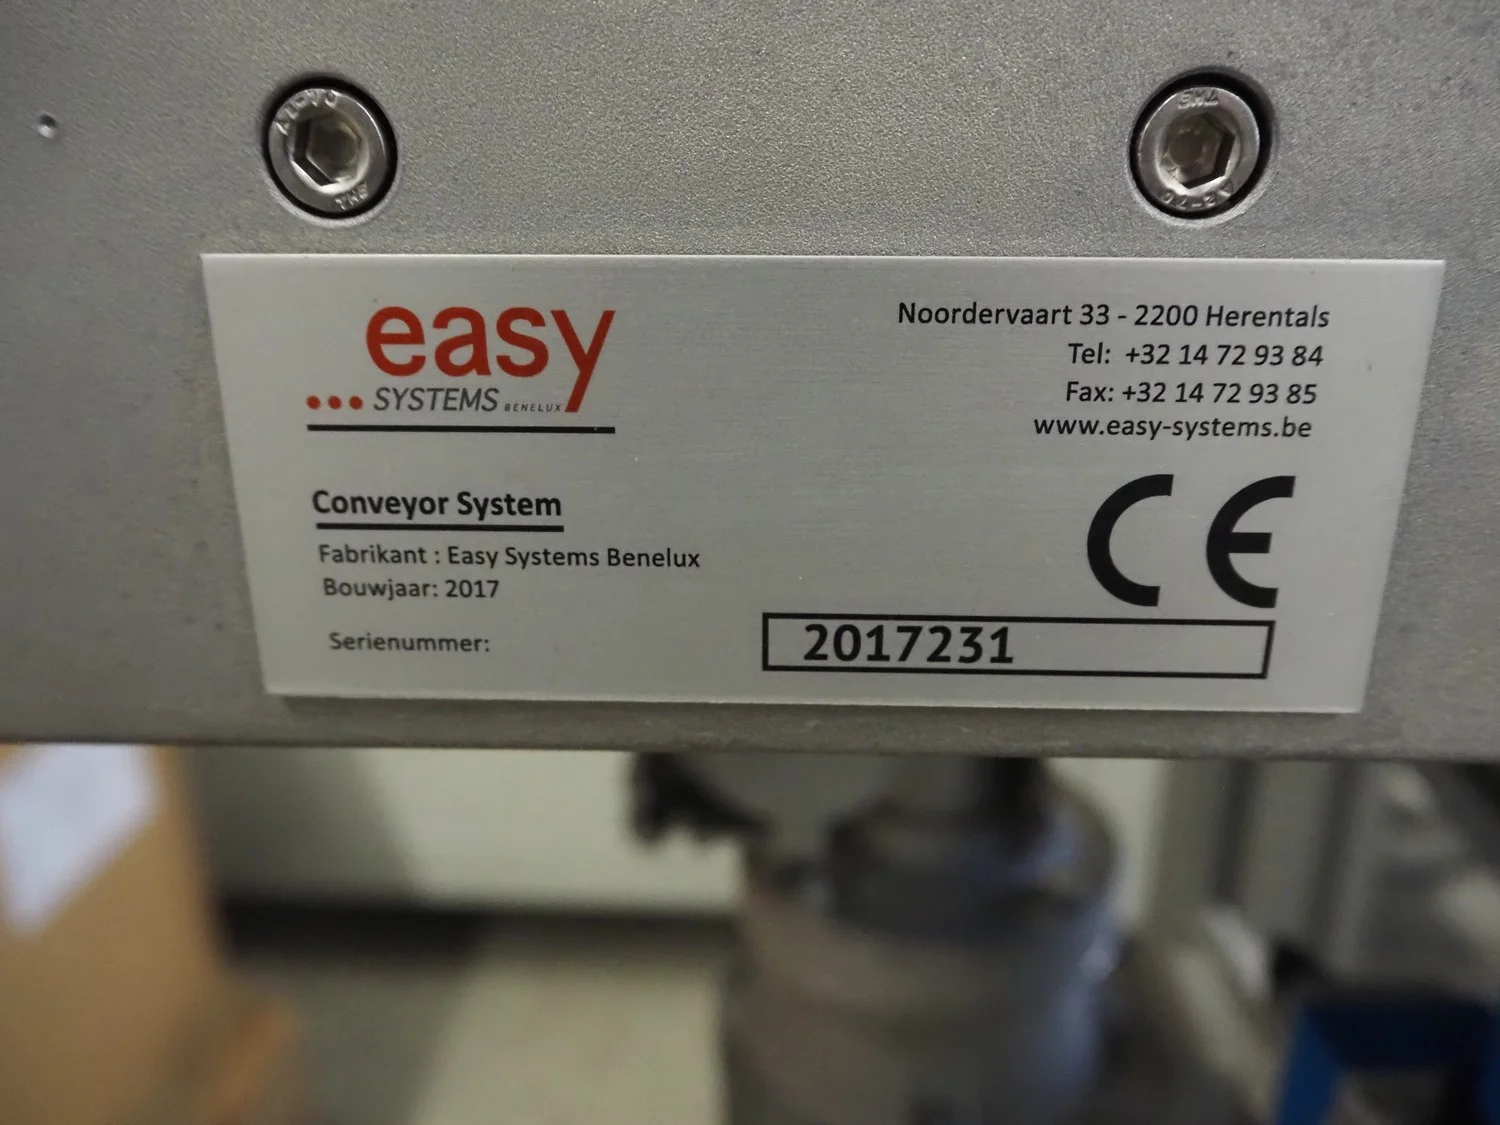 easy
... SYSTEMS BENELUX
Noordervaart 33 - 2200 Herentals
Tel: +32 14 72 93 84
Fax: +32 14 72 93 85
www.easy-systems.be
Conveyor System
Fabrikant : Easy Systems Benelux
Bouwjaar: 2017
CE
Serienummer: 2017231